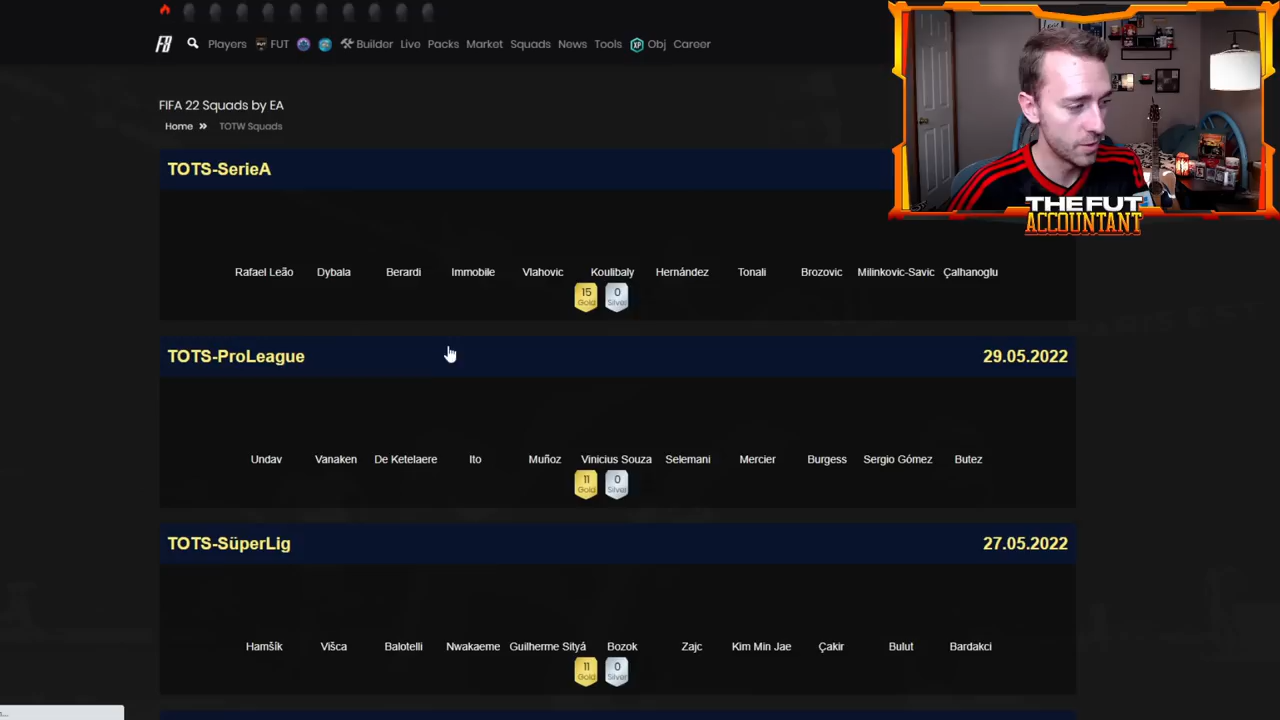 FB Players FUT Builder Live Packs Market Squads News Tools XP Obj Career
FIFA 22 Squads by EA
Home » TOTW Squads
TOTS-SerieA
Rafael Leão Dybala Berardi Immobile Vlahovic Koulibaly Hernández Tonali Brozovic Milinkovic-Savic Çalhanoglu
15 0
Gold Silver
TOTS-ProLeague 29.05.2022
Undav Vanaken De Ketelaere Ito Muñoz Vinicius Souza Selemani Mercier Burgess Sergio Gómez Butez
11 0
Gold Silver
TOTS-SüperLig 27.05.2022
Hamšík Višca Balotelli Nwakaeme Guilherme Sityá Bozok Zajc Kim Min Jae Çakir Bulut Bardakci
11 0
Gold Silver
THE FUT
ACCOUNTANT